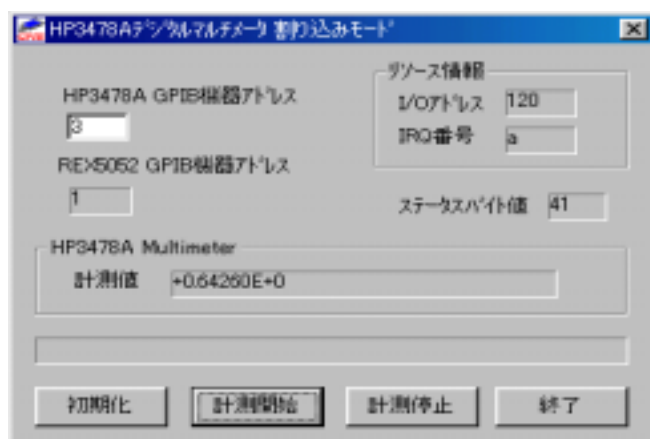 HP3478Aﾃﾞｼﾞﾀﾙﾏﾙﾁﾒｰﾀ 割り込みﾓｰﾄﾞ
HP3478A GPIB機器ｱﾄﾞﾚｽ
3
REX5052 GPIB機器ｱﾄﾞﾚｽ
1
ﾘｿｰｽ情報
I/Oｱﾄﾞﾚｽ 120
IRQ番号 a
ｽﾃｰﾀｽﾊﾞｲﾄ値 41
HP3478A Multimeter
計測値 +0.64260E+0
初期化 計測開始 計測停止 終了